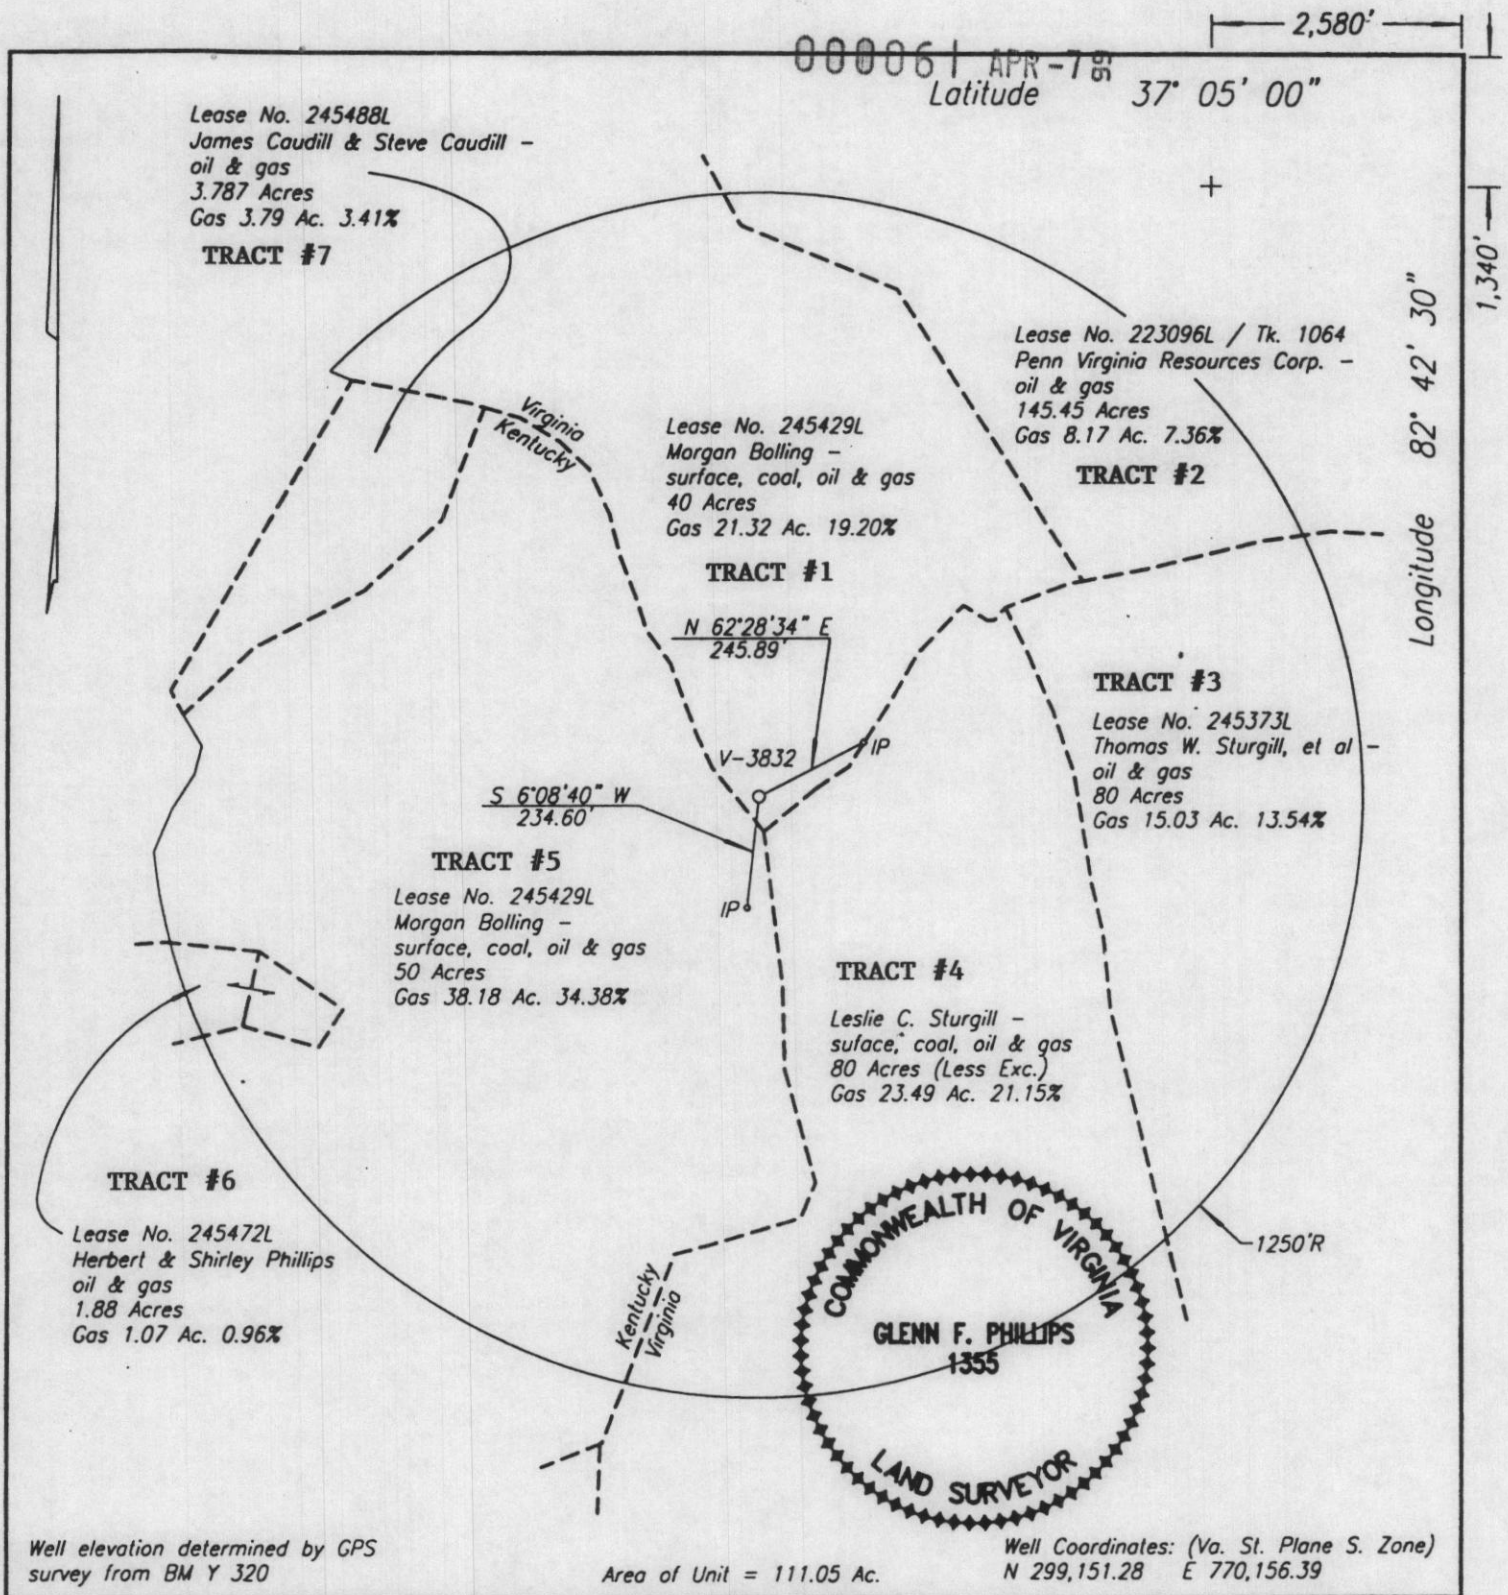 2,580'
000061 APR -7 95
Latitude 37° 05' 00"
1,340'
Longitude 82° 42' 30"
Lease No. 245488L
James Caudill & Steve Caudill -
oil & gas
3.787 Acres
Gas 3.79 Ac. 3.41%
TRACT #7
Lease No. 223096L / Tk. 1064
Penn Virginia Resources Corp. -
oil & gas
145.45 Acres
Gas 8.17 Ac. 7.36%
TRACT #2
Virginia
Kentucky
Lease No. 245429L
Morgan Bolling -
surface, coal, oil & gas
40 Acres
Gas 21.32 Ac. 19.20%
TRACT #1
N 62°28'34" E
245.89'
TRACT #3
Lease No. 245373L
Thomas W. Sturgill, et al -
oil & gas
80 Acres
Gas 15.03 Ac. 13.54%
V-3832
IP
S 6°08'40" W
234.60'
IP
TRACT #5
Lease No. 245429L
Morgan Bolling -
surface, coal, oil & gas
50 Acres
Gas 38.18 Ac. 34.38%
TRACT #4
Leslie C. Sturgill -
suface, coal, oil & gas
80 Acres (Less Exc.)
Gas 23.49 Ac. 21.15%
TRACT #6
Lease No. 245472L
Herbert & Shirley Phillips
oil & gas
1.88 Acres
Gas 1.07 Ac. 0.96%
1250'R
Kentucky
Virginia
COMMONWEALTH OF VIRGINIA
GLENN F. PHILLIPS
1355
LAND SURVEYOR
Well elevation determined by GPS
survey from BM Y 320
Area of Unit = 111.05 Ac.
Well Coordinates: (Va. St. Plane S. Zone)
N 299,151.28 E 770,156.39